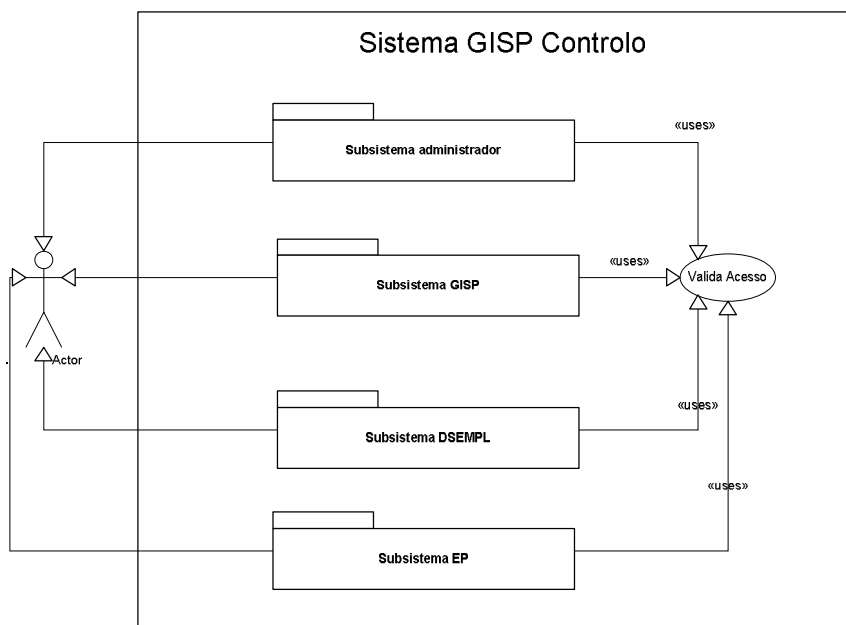 Sistema GISP Controlo
«uses»
Subsistema administrador
«uses»
Subsistema GISP
Valida Acesso
Actor
«uses»
Subsistema DSEMPL
«uses»
Subsistema EP